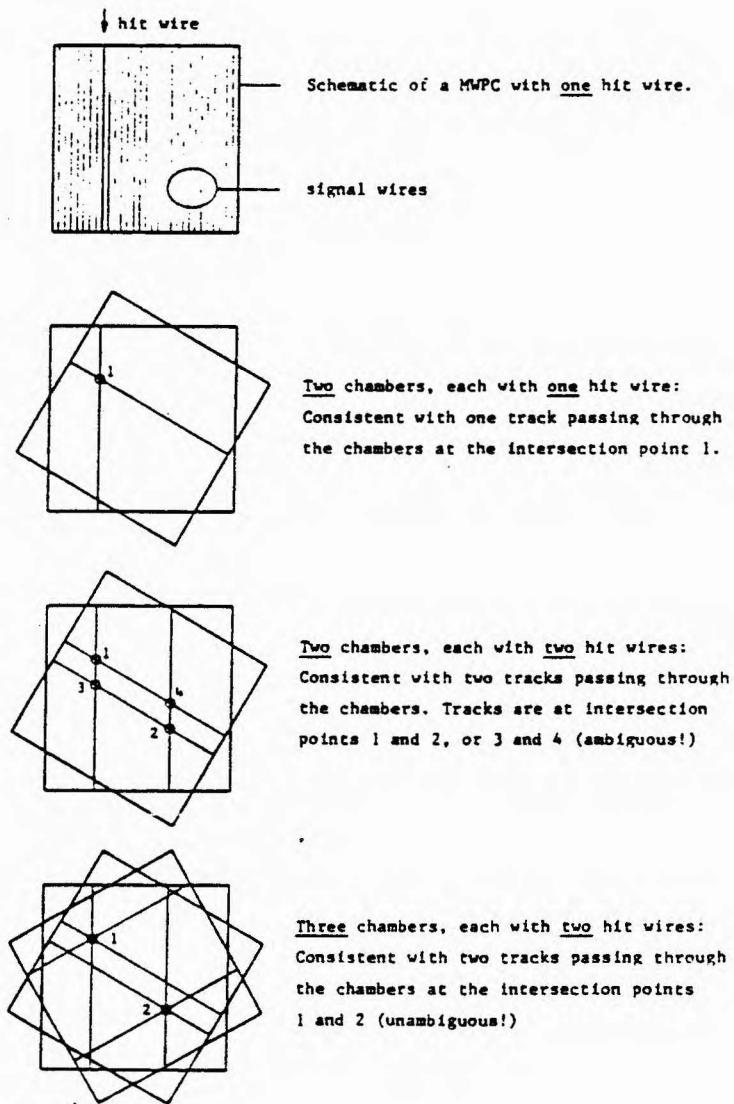 hit wire
Schematic of a MWPC with one hit wire.
signal wires
1
Two chambers, each with one hit wire:
Consistent with one track passing through
the chambers at the intersection point 1.
1
3
4
2
Two chambers, each with two hit wires:
Consistent with two tracks passing through
the chambers. Tracks are at intersection
points 1 and 2, or 3 and 4 (ambiguous!)
1
2
Three chambers, each with two hit wires:
Consistent with two tracks passing through
the chambers at the intersection points
1 and 2 (unambiguous!)